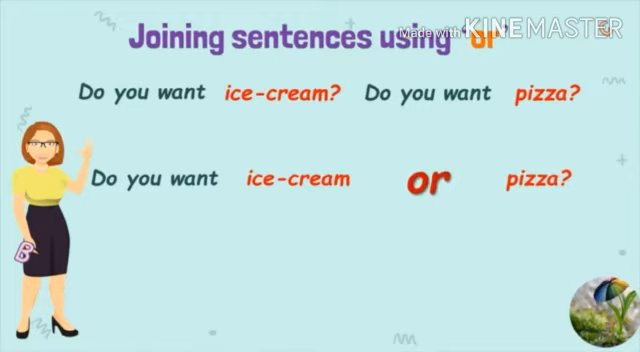 Joining sentences using 'or'
Made with KINEMASTER
Do you want ice-cream? Do you want pizza?
Do you want ice-cream or pizza?
B